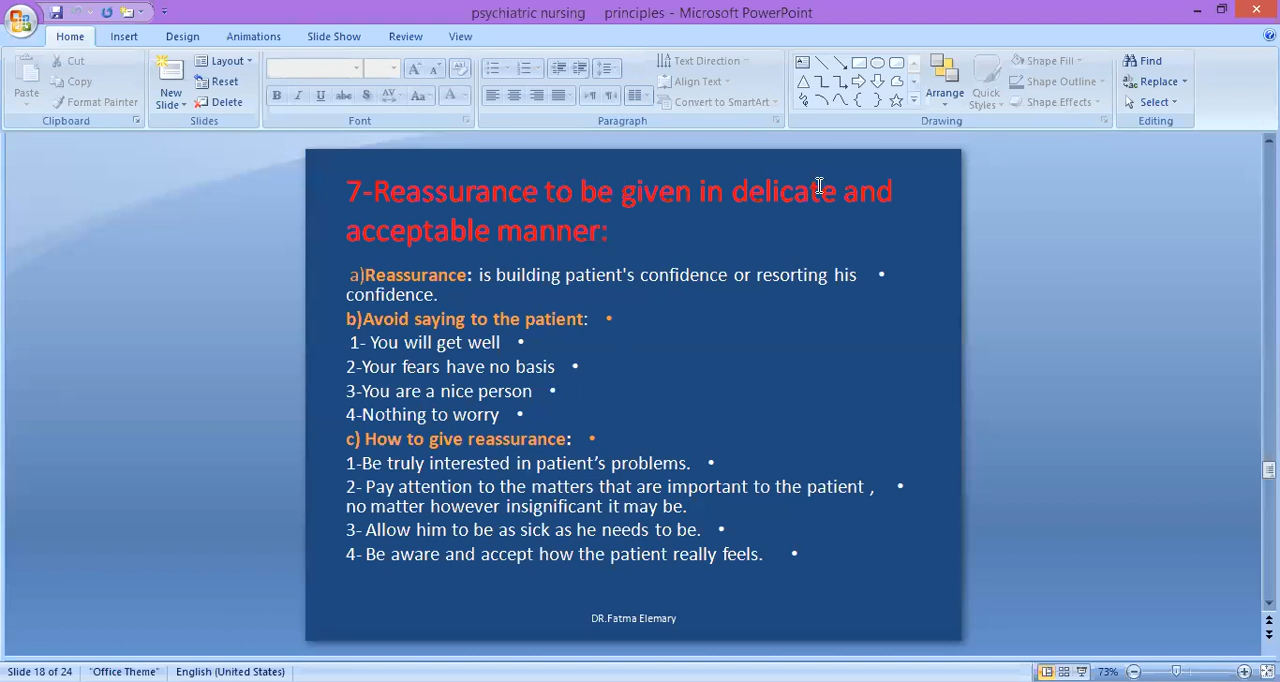 psychiatric nursing principles - Microsoft PowerPoint
Home Insert Design Animations Slide Show Review View
Cut
Copy
Format Painter
Paste
Clipboard
New
Slide
Layout
Reset
Delete
Slides
B I U abc S AV Aa A
Font
Text Direction
Align Text
Convert to SmartArt
Paragraph
Arrange
Quick
Styles
Shape Fill
Shape Outline
Shape Effects
Drawing
Find
Replace
Select
Editing
7-Reassurance to be given in delicate and
acceptable manner:
a)Reassurance: is building patient's confidence or resorting his •
confidence.
b)Avoid saying to the patient: •
1- You will get well •
2-Your fears have no basis •
3-You are a nice person •
4-Nothing to worry •
c) How to give reassurance: •
1-Be truly interested in patient’s problems. •
2- Pay attention to the matters that are important to the patient , •
no matter however insignificant it may be.
3- Allow him to be as sick as he needs to be. •
4- Be aware and accept how the patient really feels. •
DR.Fatma Elemary
Slide 18 of 24 "Office Theme" English (United States) 73%